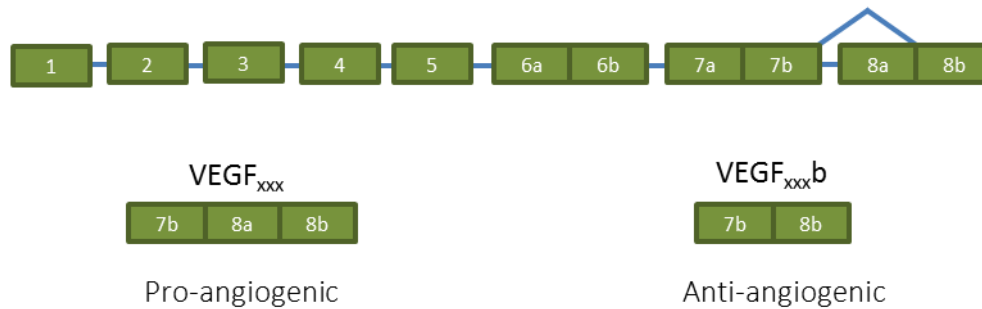 1 2 3 4 5 6a 6b 7a 7b 8a 8b
VEGFxxx VEGFxxxb
7b 8a 8b 7b 8b
Pro-angiogenic Anti-angiogenic